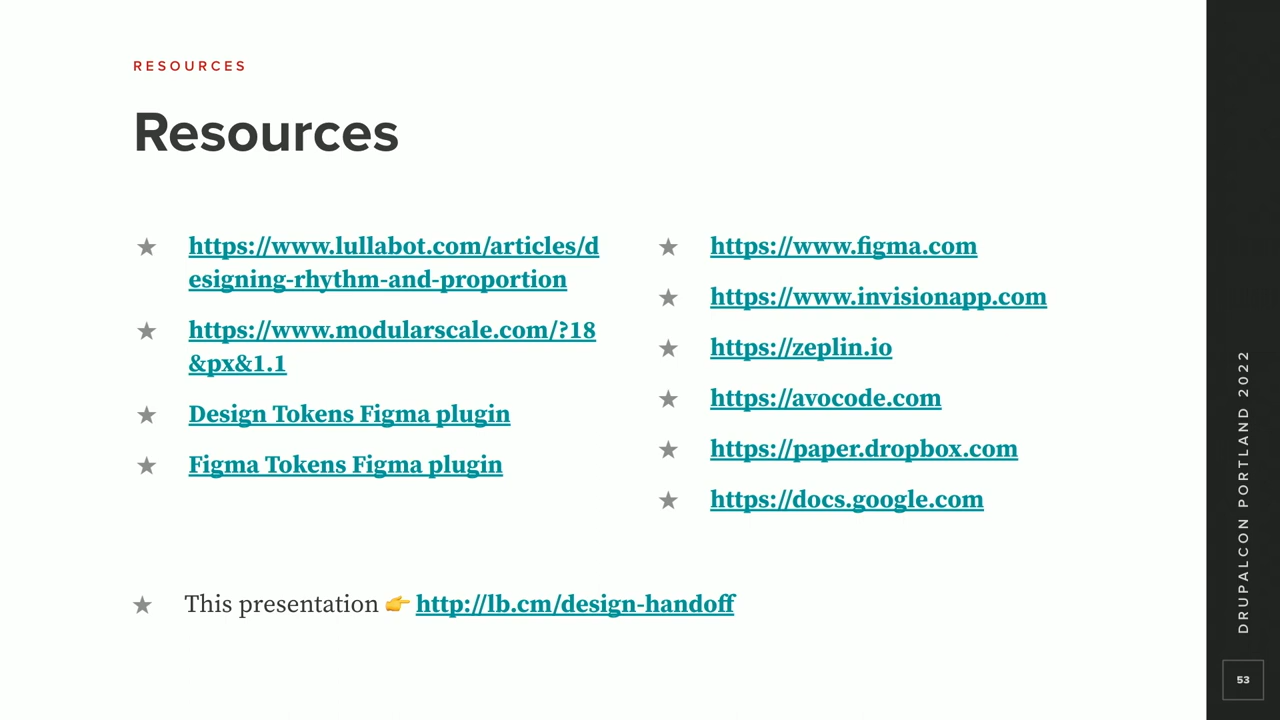 RESOURCES
Resources
★ https://www.lullabot.com/articles/d
esigning-rhythm-and-proportion
★ https://www.modularscale.com/?18
&px&1.1
★ Design Tokens Figma plugin
★ Figma Tokens Figma plugin
★ https://www.figma.com
★ https://www.invisionapp.com
★ https://zeplin.io
★ https://avocode.com
★ https://paper.dropbox.com
★ https://docs.google.com
★ This presentation 👉 http://lb.cm/design-handoff
DRUPALCON PORTLAND 2022
53